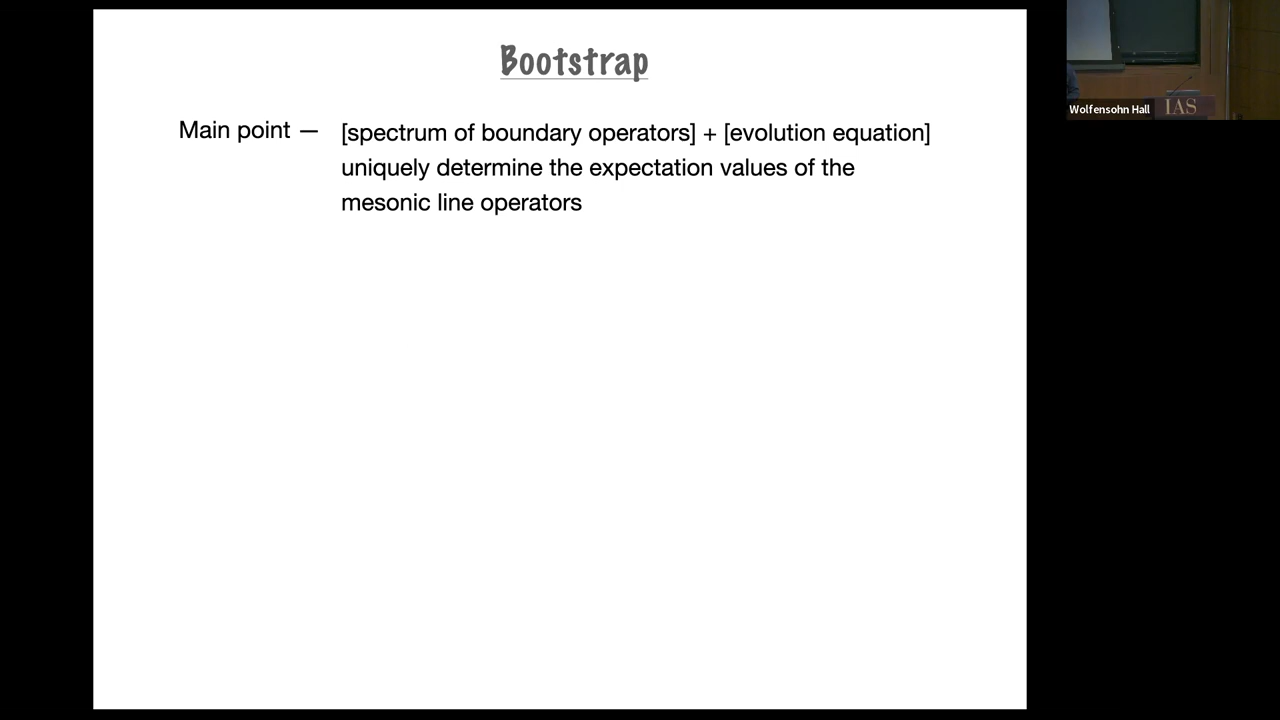 Bootstrap
Main point — [spectrum of boundary operators] + [evolution equation]
uniquely determine the expectation values of the
mesonic line operators
Wolfensohn Hall
IAS